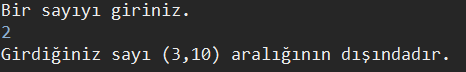 Bir sayıyı giriniz.
2
Girdiğiniz sayı (3,10) aralığının dışındadır.